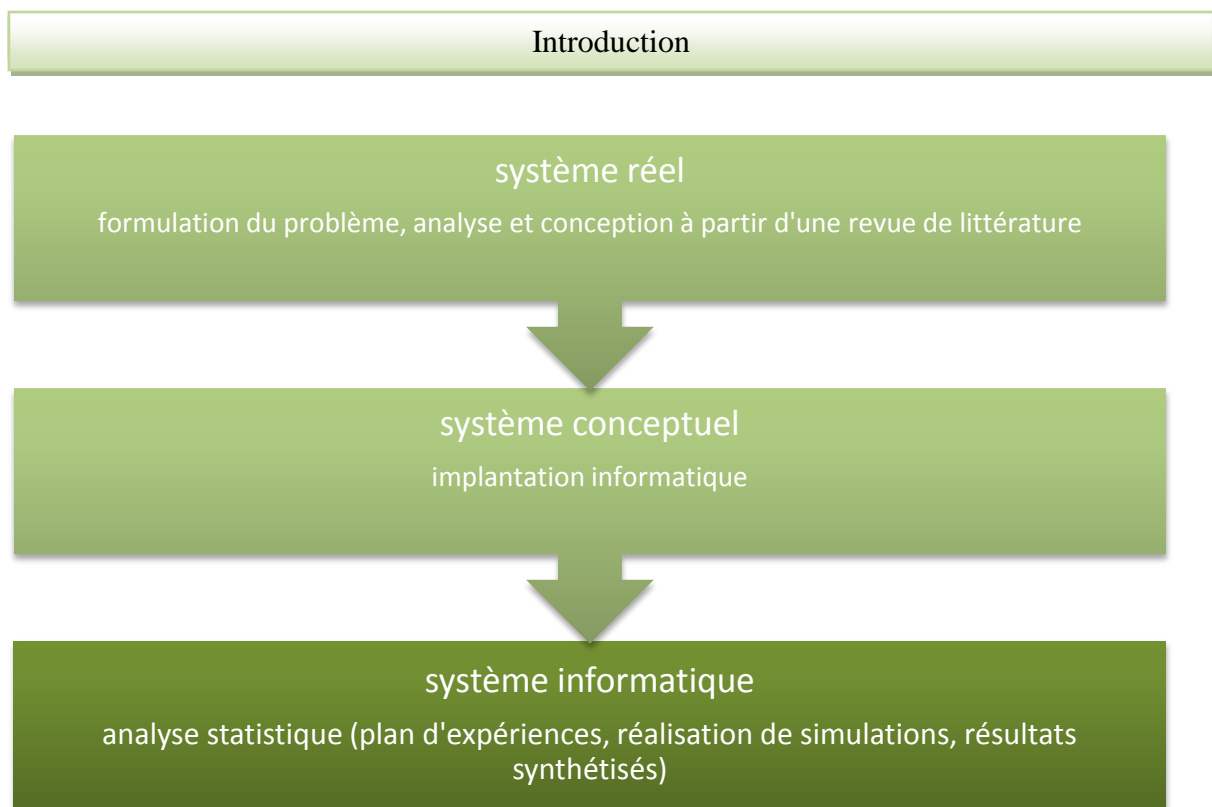 Introduction
système réel
formulation du problème, analyse et conception à partir d'une revue de littérature
système conceptuel
implantation informatique
système informatique
analyse statistique (plan d'expériences, réalisation de simulations, résultats
synthétisés)